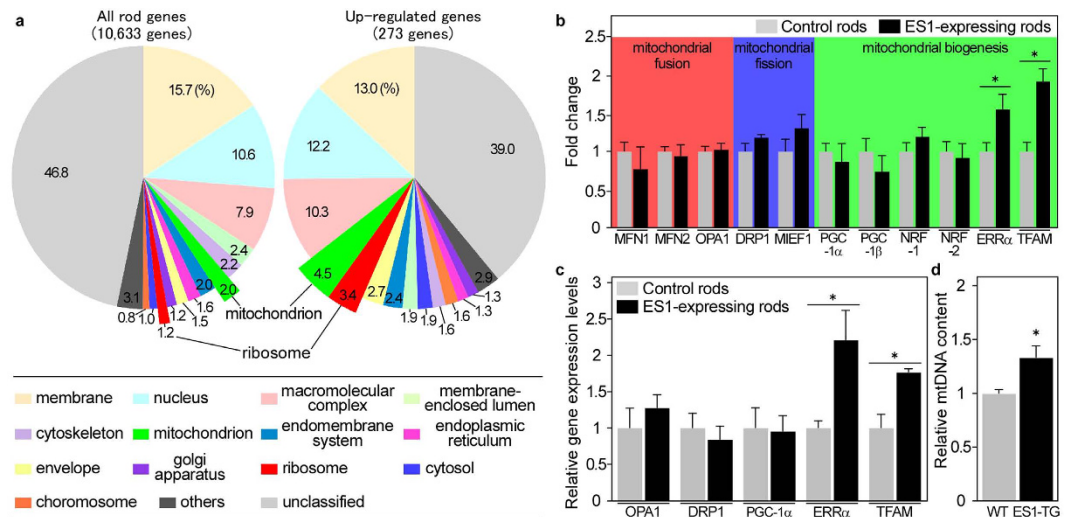 a
All rod genes
(10,633 genes)
Up-regulated genes
(273 genes)
15.7 (%)
10.6
7.9
2.4
2.2
2.0
2.0
1.6
1.5
1.2
1.2
1.0
0.8
3.1
46.8
13.0 (%)
12.2
10.3
4.5
3.4
2.7
2.4
1.9
1.9
1.6
1.6
1.3
1.3
2.9
39.0
mitochondrion
ribosome
membrane
nucleus
macromolecular
complex
membrane-
enclosed lumen
cytoskeleton
mitochondrion
endomembrane
system
endoplasmic
reticulum
envelope
golgi
apparatus
ribosome
cytosol
choromosome
others
unclassified
b
Control rods
ES1-expressing rods
mitochondrial
fusion
mitochondrial
fission
mitochondrial biogenesis
Fold change
2.5
2
1.5
1
0.5
0
*
*
MFN1
MFN2
OPA1
DRP1
MIEF1
PGC
-1α
PGC
-1β
NRF
-1
NRF
-2
ERRα
TFAM
c
Control rods
ES1-expressing rods
Relative gene expression levels
3
2.5
2
1.5
1
0.5
0
*
*
OPA1
DRP1
PGC-1α
ERRα
TFAM
d
Relative mtDNA content
2
1.5
1
0.5
0
*
WT
ES1-TG